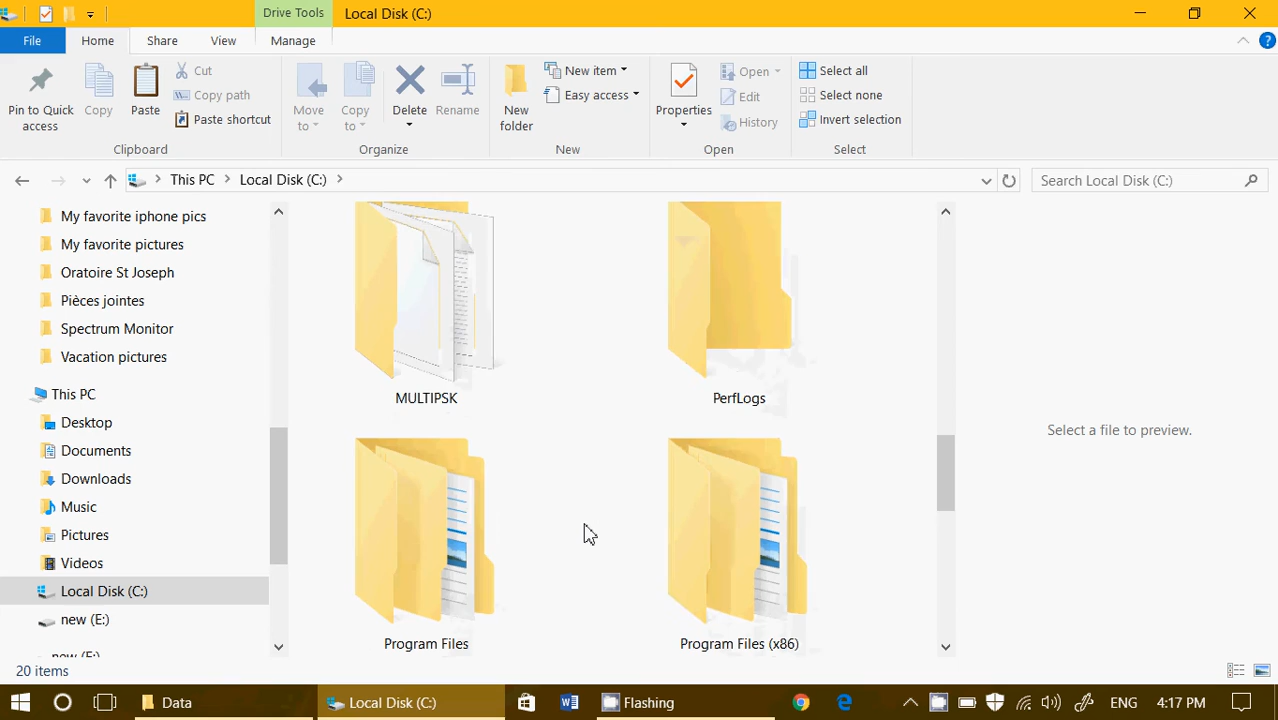 Drive Tools
Local Disk (C:)
File
Home
Share
View
Manage
Pin to Quick access
Copy
Paste
Cut
Copy path
Paste shortcut
Clipboard
Move to
Copy to
Delete
Rename
Organize
New folder
New item
Easy access
New
Properties
Open
Edit
History
Open
Select all
Select none
Invert selection
Select
This PC
Local Disk (C:)
Search Local Disk (C:)
My favorite iphone pics
My favorite pictures
Oratoire St Joseph
Pièces jointes
Spectrum Monitor
Vacation pictures
This PC
Desktop
Documents
Downloads
Music
Pictures
Videos
Local Disk (C:)
new (E:)
new (F:)
MULTIPSK
PerfLogs
Program Files
Program Files (x86)
Select a file to preview.
20 items
Data
Local Disk (C:)
Flashing
ENG
4:17 PM